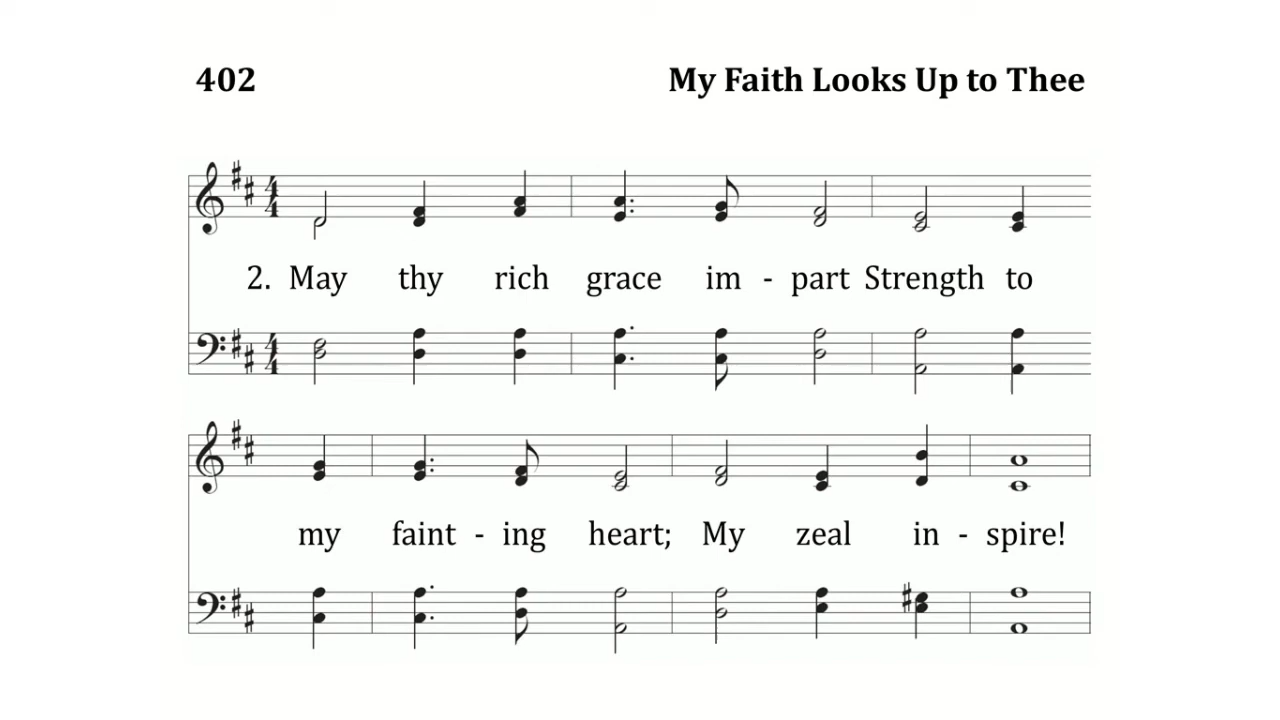 402 My Faith Looks Up to Thee
2. May thy rich grace im - part Strength to
my faint - ing heart; My zeal in - spire!